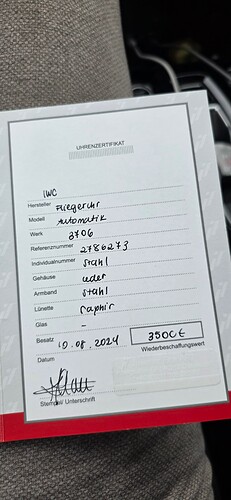 UHRENZERTIFIKAT
IWC
Hersteller Fliegeruhr
Modell Automatik
Werk 3706
Referenznummer 2786273
Individualnummer Stahl
Gehäuse Leder
Armband Stahl
Lünette Saphir
Glas -
Besatz 10.08.2024 3500€
Datum Wiederbeschaffungswert
Stempel/Unterschrift